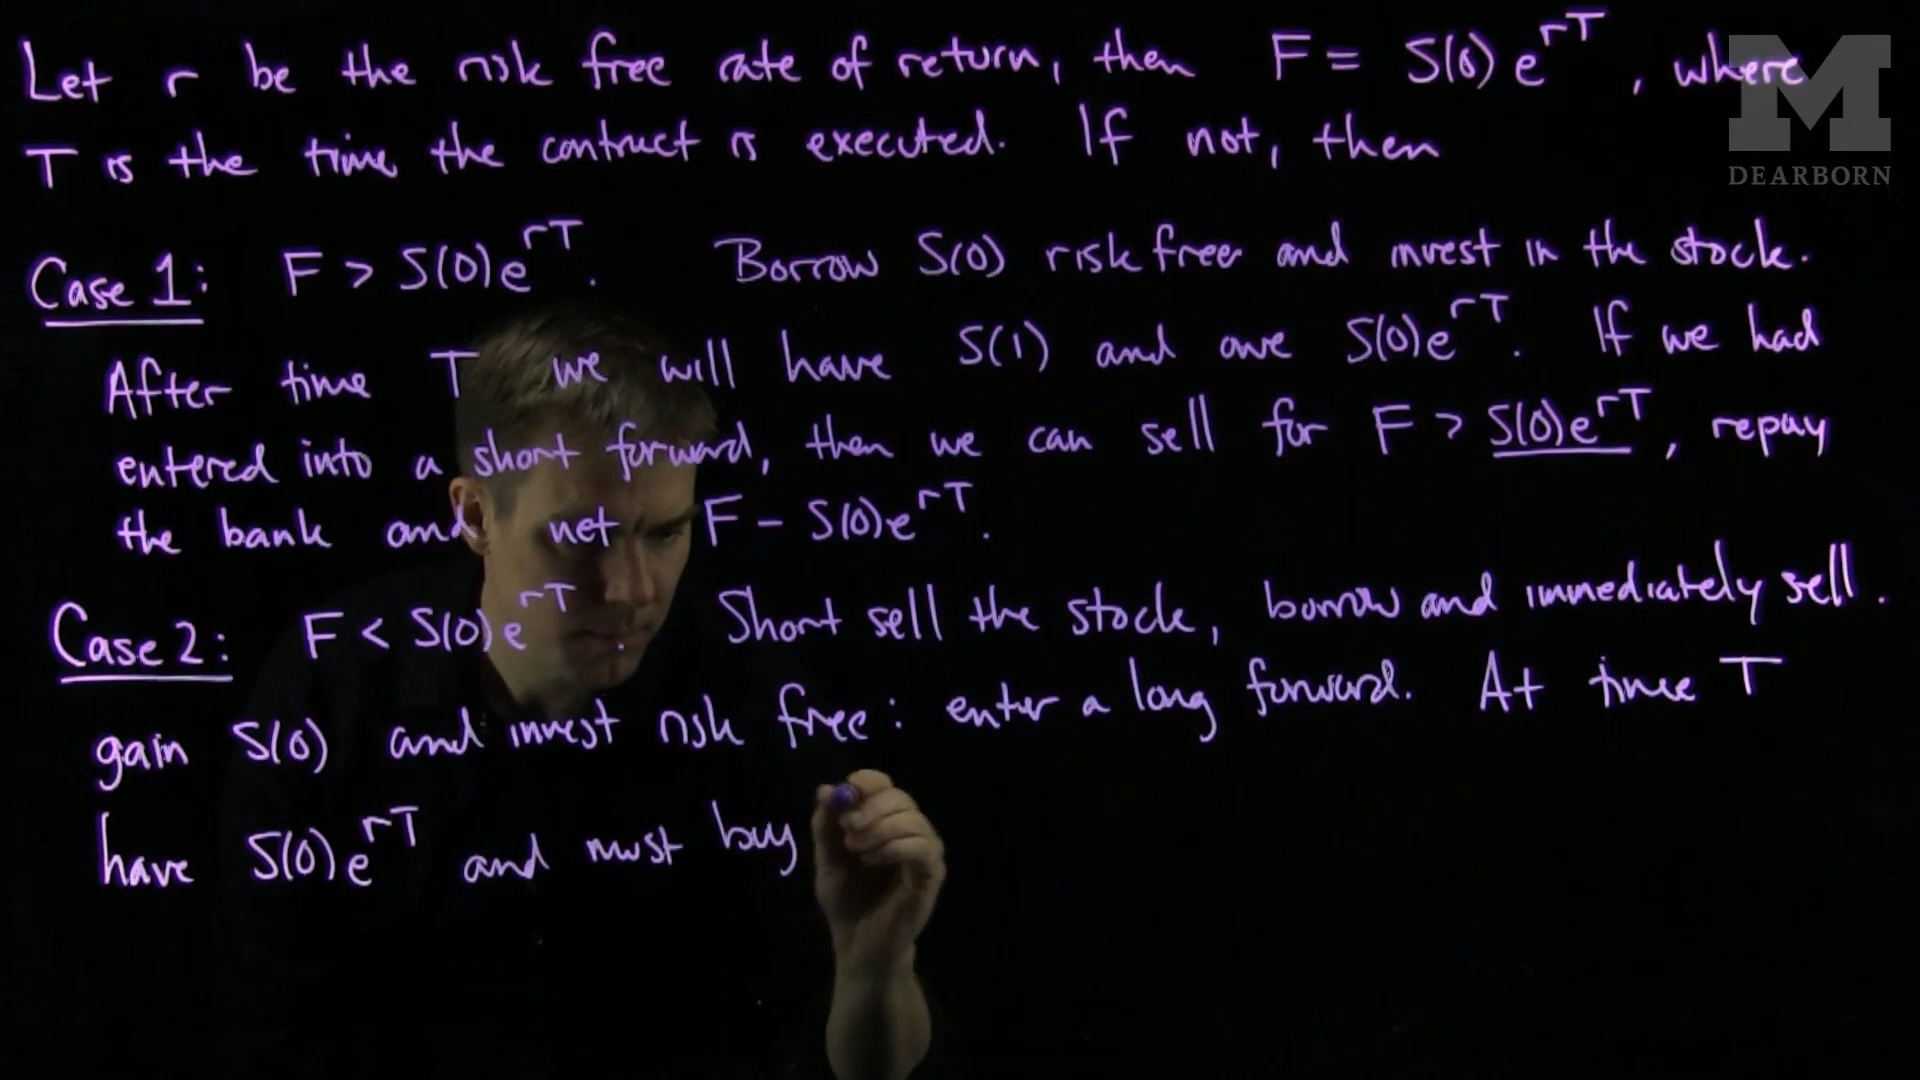 Let r be the risk free rate of return, then F = S(0)e^{rT}, where
T is the time the contract is executed. If not, then
Case 1: F > S(0)e^{rT}. Borrow S(0) risk free and invest in the stock.
After time T we will have S(1) and owe S(0)e^{rT}. If we had
entered into a short forward, then we can sell for F > S(0)e^{rT}, repay
the bank and net F - S(0)e^{rT}.
Case 2: F < S(0)e^{rT}. Short sell the stock, borrow and immediately sell.
gain S(0) and invest risk free: enter a long forward. At time T
have S(0)e^{rT} and must buy
M
DEARBORN